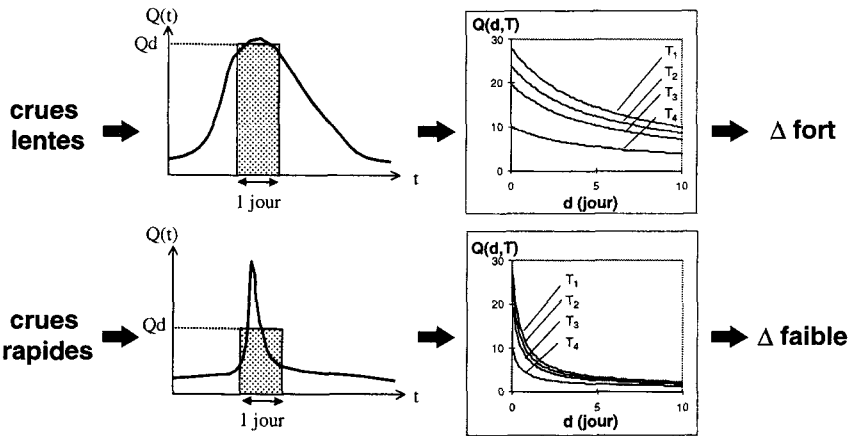 crues
lentes
Q(t)
Qd
1 jour
t
Q(d,T)
30
20
10
0
T1
T2
T3
T4
0
5
10
d (jour)
Δ fort
crues
rapides
Q(t)
Qd
1 jour
t
Q(d,T)
30
20
10
0
T1
T2
T3
T4
0
5
10
d (jour)
Δ faible